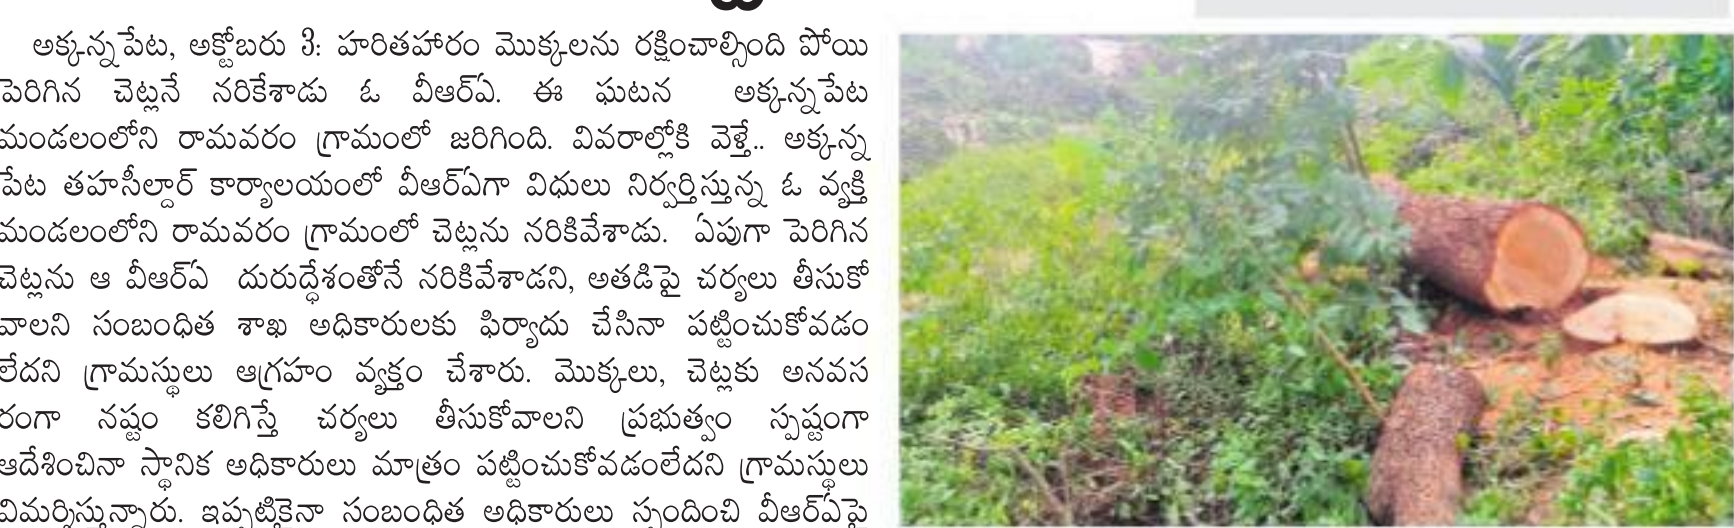 అక్కన్నపేట, అక్టోబరు 3: హరితహారం మొక్కలను రక్షించాల్సింది పోయి
పెరిగిన చెట్లనే నరికేశాడు ఓ వీఆర్ఏ. ఈ ఘటన అక్కన్నపేట
మండలంలోని రామవరం గ్రామంలో జరిగింది. వివరాల్లోకి వెళ్తే.. అక్కన్న
పేట తహసీల్దార్ కార్యాలయంలో వీఆర్ఏగా విధులు నిర్వర్తిస్తున్న ఓ వ్యక్తి
మండలంలోని రామవరం గ్రామంలో చెట్లను నరికివేశాడు. ఏపుగా పెరిగిన
చెట్లను ఆ వీఆర్ఏ దురుద్దేశంతోనే నరికివేశాడని, అతడిపై చర్యలు తీసుకో
వాలని సంబంధిత శాఖ అధికారులకు ఫిర్యాదు చేసినా పట్టించుకోవడం
లేదని గ్రామస్థులు ఆగ్రహం వ్యక్తం చేశారు. మొక్కలు, చెట్లకు అనవస
రంగా నష్టం కలిగిస్తే చర్యలు తీసుకోవాలని ప్రభుత్వం స్పష్టంగా
ఆదేశించినా స్థానిక అధికారులు మాత్రం పట్టించుకోవడంలేదని గ్రామస్థులు
విమర్శిస్తున్నారు. ఇప్పటికైనా సంబంధిత అధికారులు స్పందించి వీఆర్ఏపై